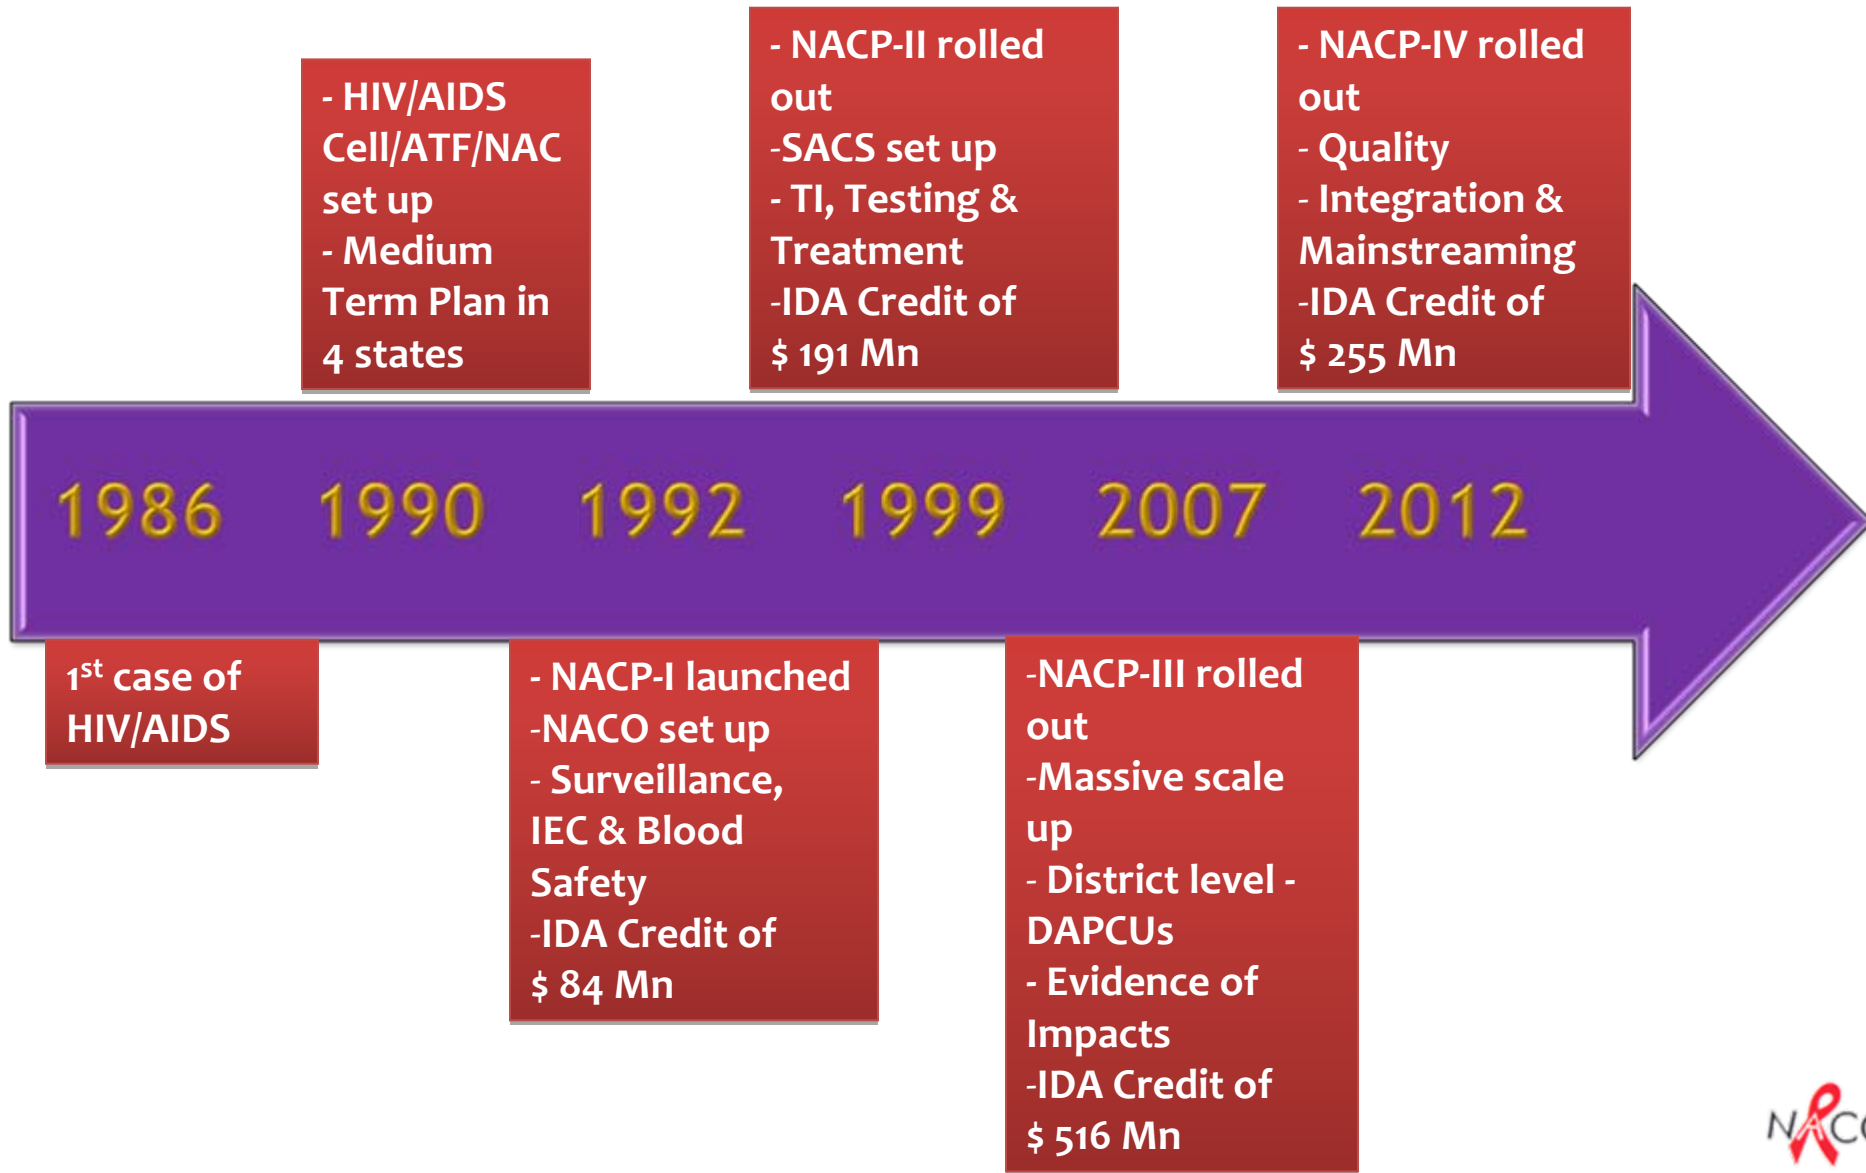 - HIV/AIDS
Cell/ATF/NAC
set up
- Medium
Term Plan in
4 states
- NACP-II rolled
out
-SACS set up
- TI, Testing &
Treatment
-IDA Credit of
$ 191 Mn
- NACP-IV rolled
out
- Quality
- Integration &
Mainstreaming
-IDA Credit of
$ 255 Mn
1986 1990 1992 1999 2007 2012
1st case of
HIV/AIDS
- NACP-I launched
-NACO set up
- Surveillance,
IEC & Blood
Safety
-IDA Credit of
$ 84 Mn
-NACP-III rolled
out
-Massive scale
up
- District level -
DAPCUs
- Evidence of
Impacts
-IDA Credit of
$ 516 Mn
NACO